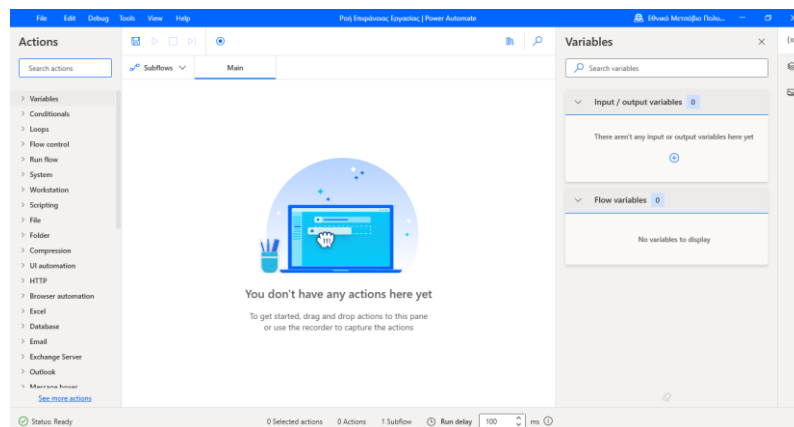 File Edit Debug Tools View Help
Ροή Επιφάνειας Εργασίας | Power Automate
Εθνικό Μετσόβιο Πολυ...
Actions
Search actions
Variables
Conditionals
Loops
Flow control
Run flow
System
Workstation
Scripting
File
Folder
Compression
UI automation
HTTP
Browser automation
Excel
Database
Email
Exchange Server
Outlook
Message boxes
See more actions
Subflows
Main
You don't have any actions here yet
To get started, drag and drop actions to this pane
or use the recorder to capture the actions
Variables
Search variables
Input / output variables 0
There aren't any input or output variables here yet
Flow variables 0
No variables to display
{x
Status: Ready
0 Selected actions 0 Actions 1 Subflow Run delay 100 ms